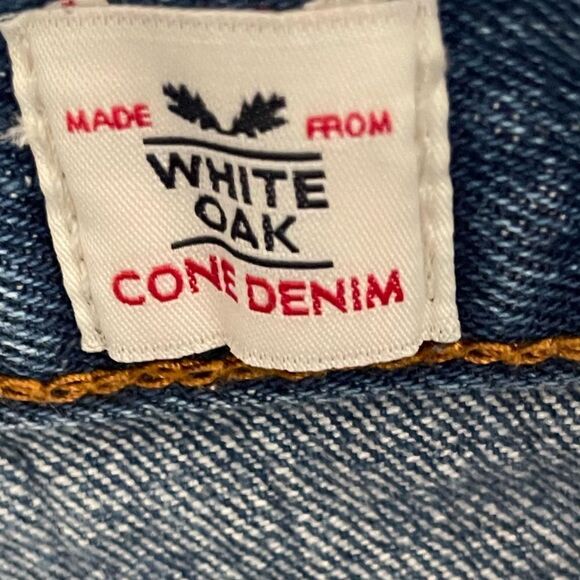 MADE FROM
WHITE
OAK
CONE DENIM